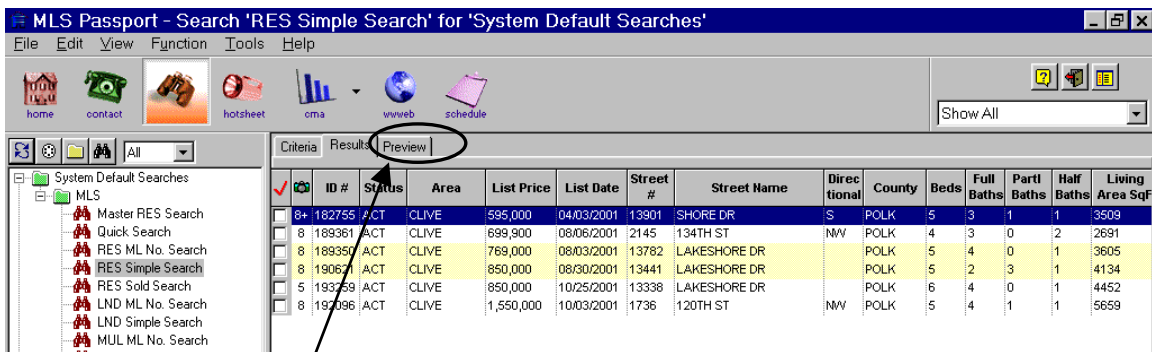 MLS Passport - Search 'RES Simple Search' for 'System Default Searches'
File Edit View Function Tools Help
home contact hotsheet cma wwweb schedule
Show All
All
Criteria Results Preview
System Default Searches
MLS
Master RES Search
Quick Search
RES ML No. Search
RES Simple Search
RES Sold Search
LND ML No. Search
LND Simple Search
MUL ML No. Search
ID # Status Area List Price List Date Street # Street Name Directional County Beds Full Baths Partl Baths Half Baths Living Area SqF
8+ 182755 ACT CLIVE 595,000 04/03/2001 13901 SHORE DR S POLK 5 3 1 1 3509
8 189361 ACT CLIVE 699,900 08/06/2001 2145 134TH ST NW POLK 4 3 0 2 2691
8 189350 ACT CLIVE 769,000 08/03/2001 13782 LAKESHORE DR POLK 5 4 0 1 3605
8 190621 ACT CLIVE 850,000 08/30/2001 13441 LAKESHORE DR POLK 5 2 3 1 4134
5 193259 ACT CLIVE 850,000 10/25/2001 13338 LAKESHORE DR POLK 6 4 0 1 4452
8 192096 ACT CLIVE 1,550,000 10/03/2001 1736 120TH ST NW POLK 5 4 1 1 5659